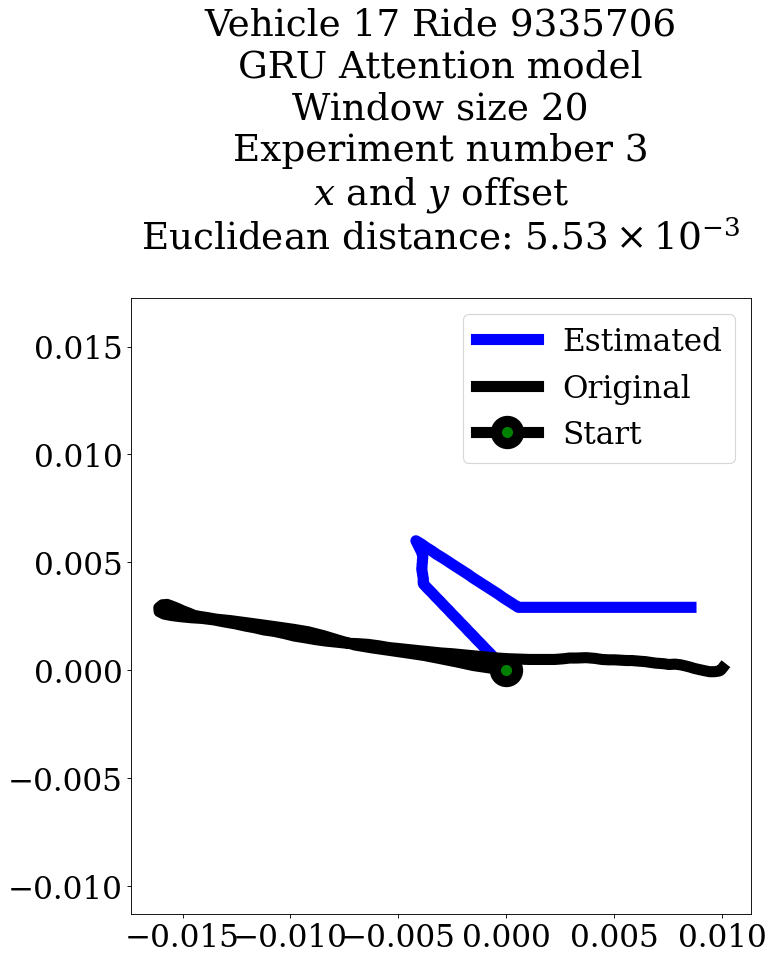 Vehicle 17 Ride 9335706
GRU Attention model
Window size 20
Experiment number 3
x and y offset
Euclidean distance: 5.53 × 10⁻³
Estimated
Original
Start
0.015
0.010
0.005
0.000
−0.005
−0.010
−0.015
−0.010
−0.005
0.000
0.005
0.010